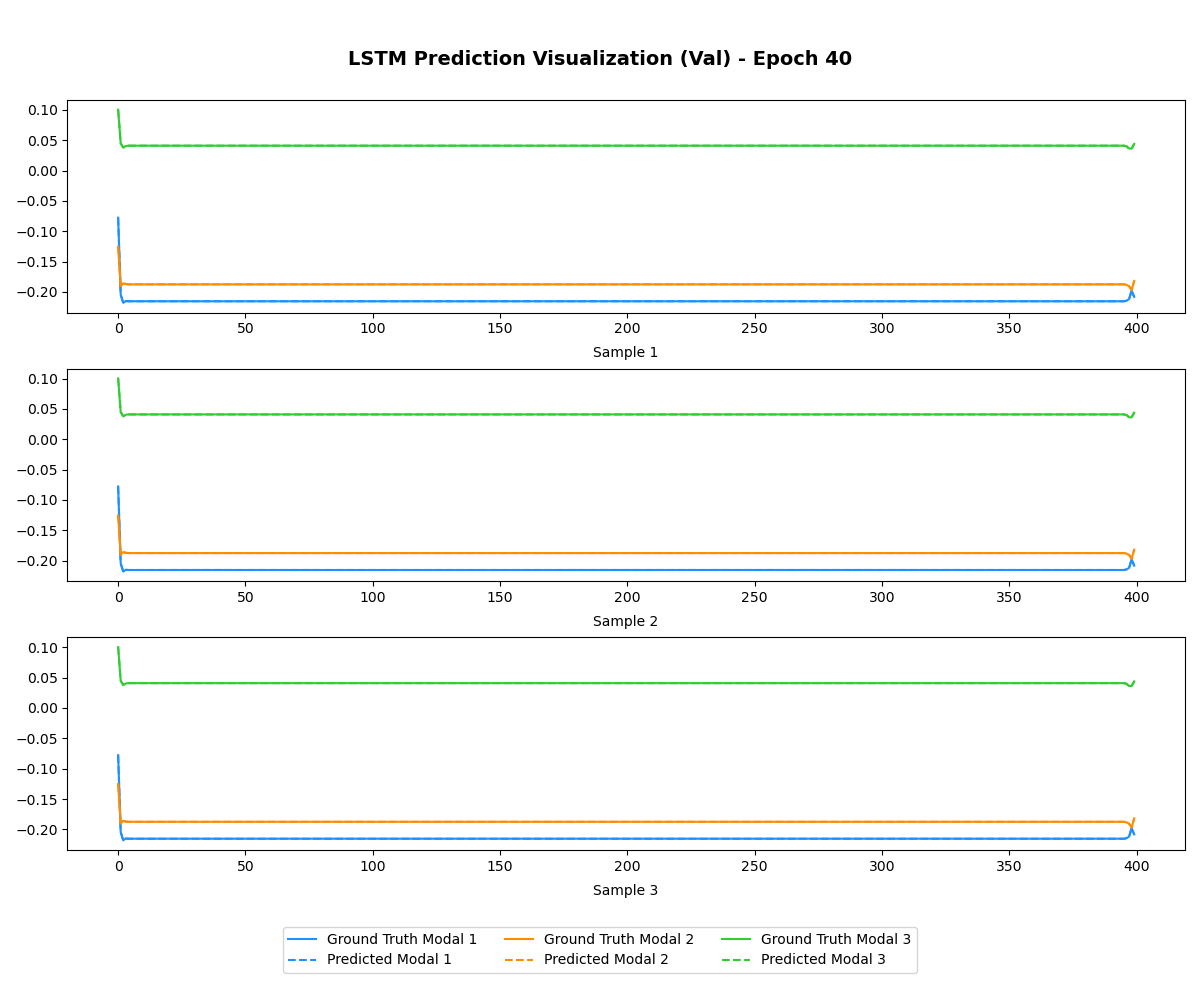 LSTM Prediction Visualization (Val) - Epoch 40
0.10
0.05
0.00
−0.05
−0.10
−0.15
−0.20
0 50 100 150 200 250 300 350 400
Sample 1
0.10
0.05
0.00
−0.05
−0.10
−0.15
−0.20
0 50 100 150 200 250 300 350 400
Sample 2
0.10
0.05
0.00
−0.05
−0.10
−0.15
−0.20
0 50 100 150 200 250 300 350 400
Sample 3
Ground Truth Modal 1 Ground Truth Modal 2 Ground Truth Modal 3
Predicted Modal 1 Predicted Modal 2 Predicted Modal 3